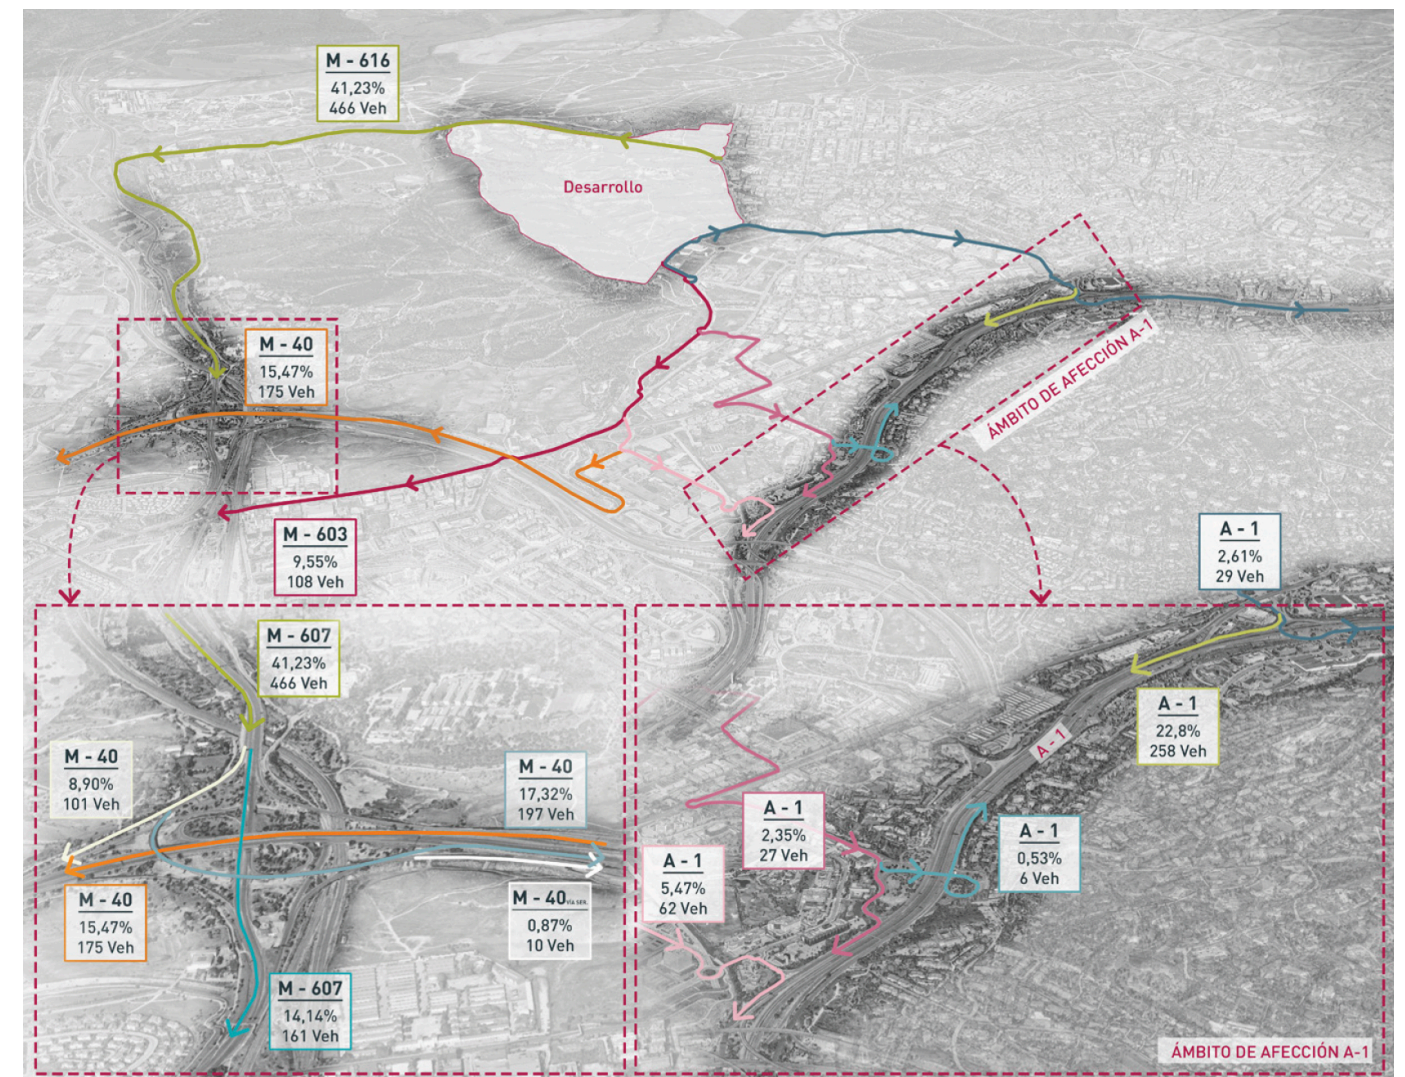 M - 616
41,23%
466 Veh
Desarrollo
M - 40
15,47%
175 Veh
ÁMBITO DE AFECCIÓN A-1
M - 603
9,55%
108 Veh
A - 1
2,61%
29 Veh
M - 607
41,23%
466 Veh
M - 40
8,90%
101 Veh
M - 40
17,32%
197 Veh
M - 40
15,47%
175 Veh
M - 40 VÍA SER.
0,87%
10 Veh
M - 607
14,14%
161 Veh
A - 1
22,8%
258 Veh
A - 1
A - 1
2,35%
27 Veh
A - 1
0,53%
6 Veh
A - 1
5,47%
62 Veh
ÁMBITO DE AFECCIÓN A-1